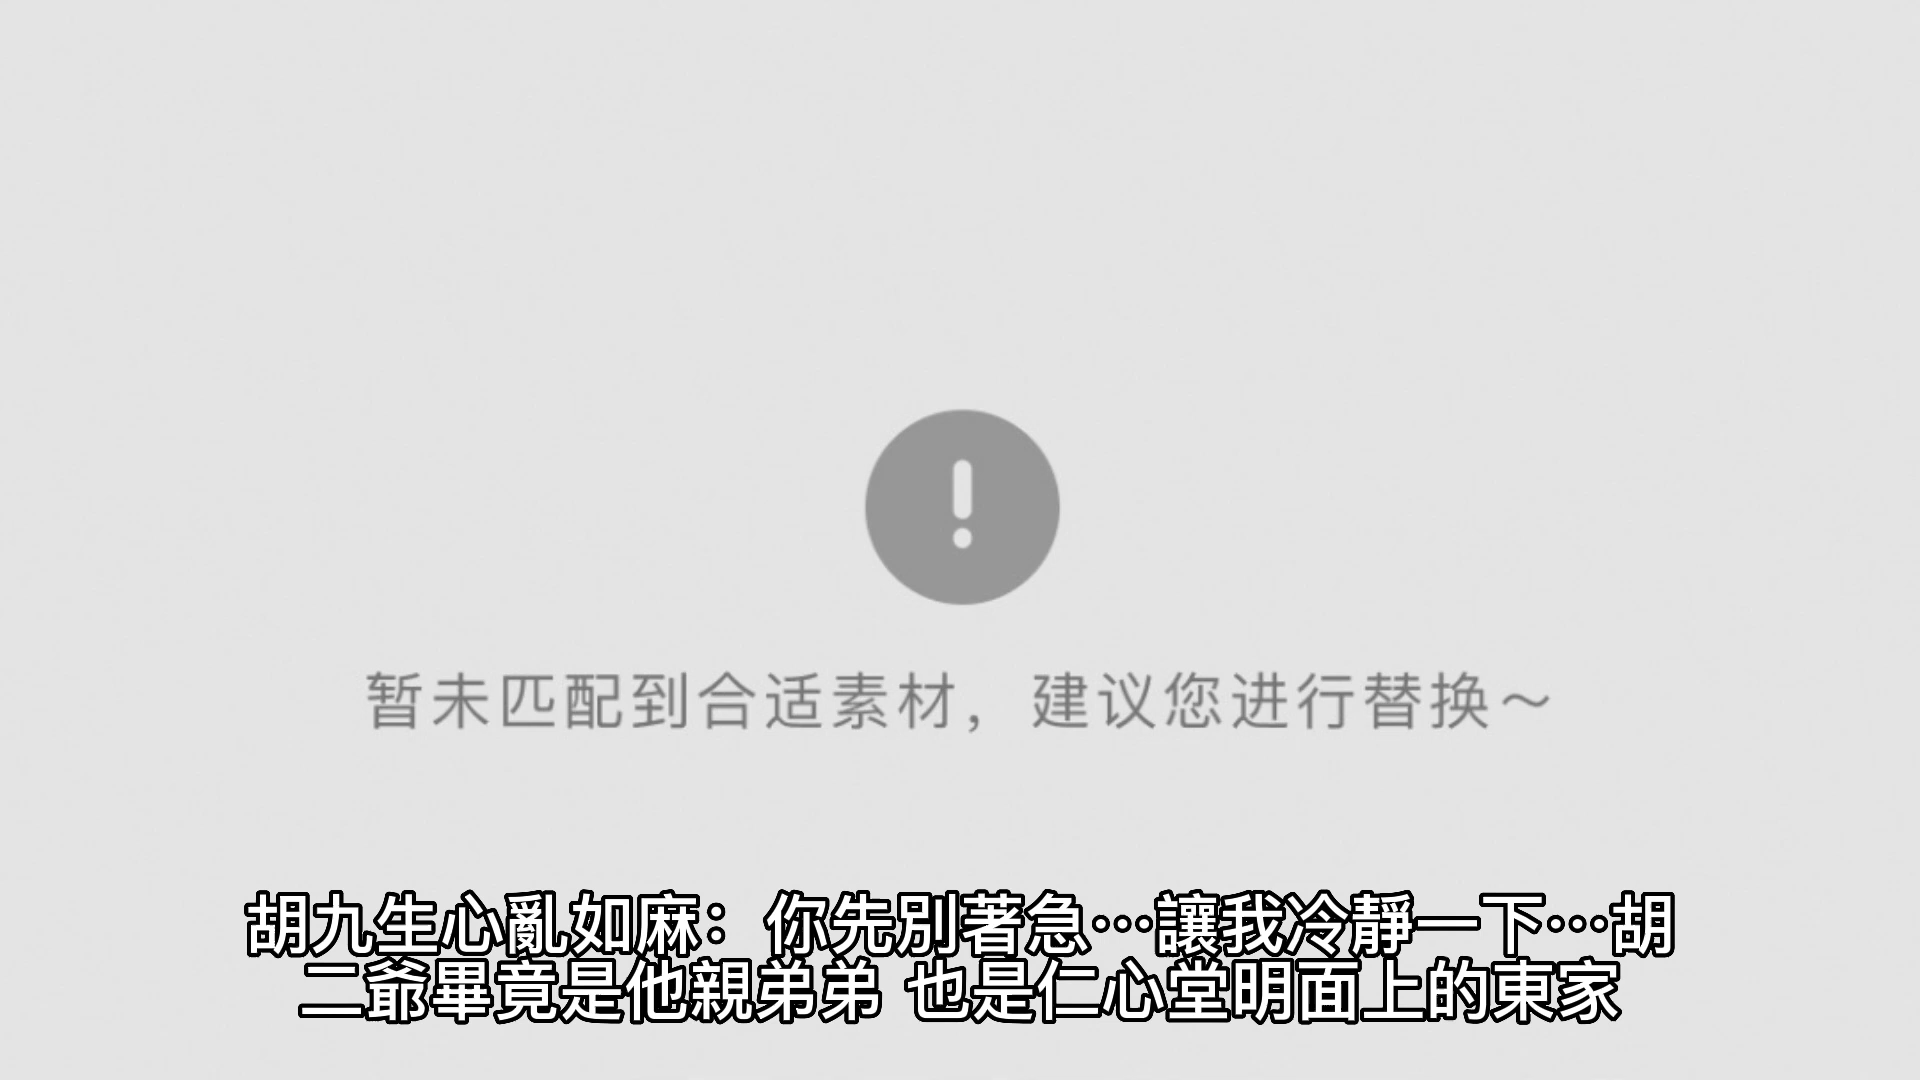 暂未匹配到合适素材，建议您进行替换～
胡九生心亂如麻：你先別著急…讓我冷靜一下…胡
二爺畢竟是他親弟弟 也是仁心堂明面上的東家